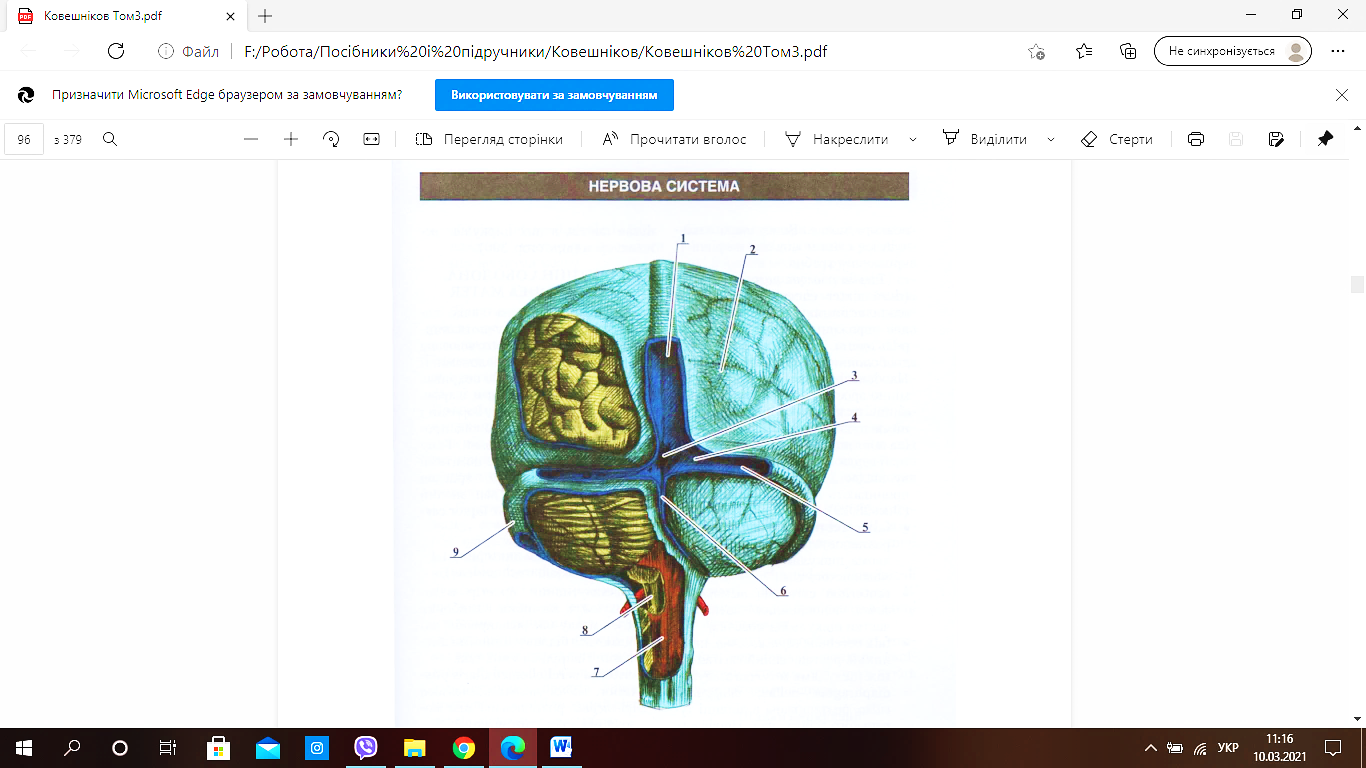 Ковешніков Том3.pdf
Файл
F:/Робота/Посібники%20і%20підручники/Ковешніков/Ковешніков%20Том3.pdf
Не синхронізується
Призначити Microsoft Edge браузером за замовчуванням?
Використовувати за замовчуванням
96 з 379
Перегляд сторінки
Прочитати вголос
Накреслити
Виділити
Стерти
НЕРВОВА СИСТЕМА
1
2
3
4
5
9
6
8
7
УКР
11:16
10.03.2021